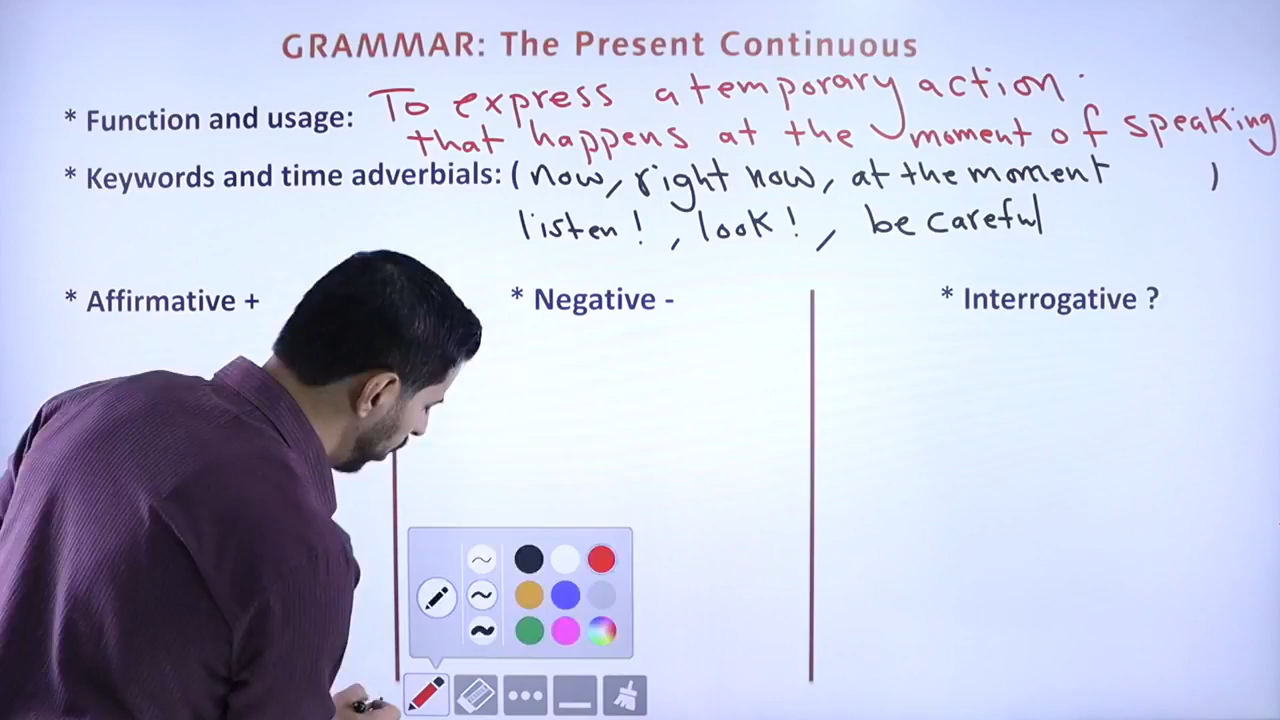 GRAMMAR: The Present Continuous
* Function and usage: To express a temporary action.
that happens at the moment of speaking
* Keywords and time adverbials: (now, right now, at the moment )
listen! , look! , be careful
* Affirmative +
* Negative -
* Interrogative ?